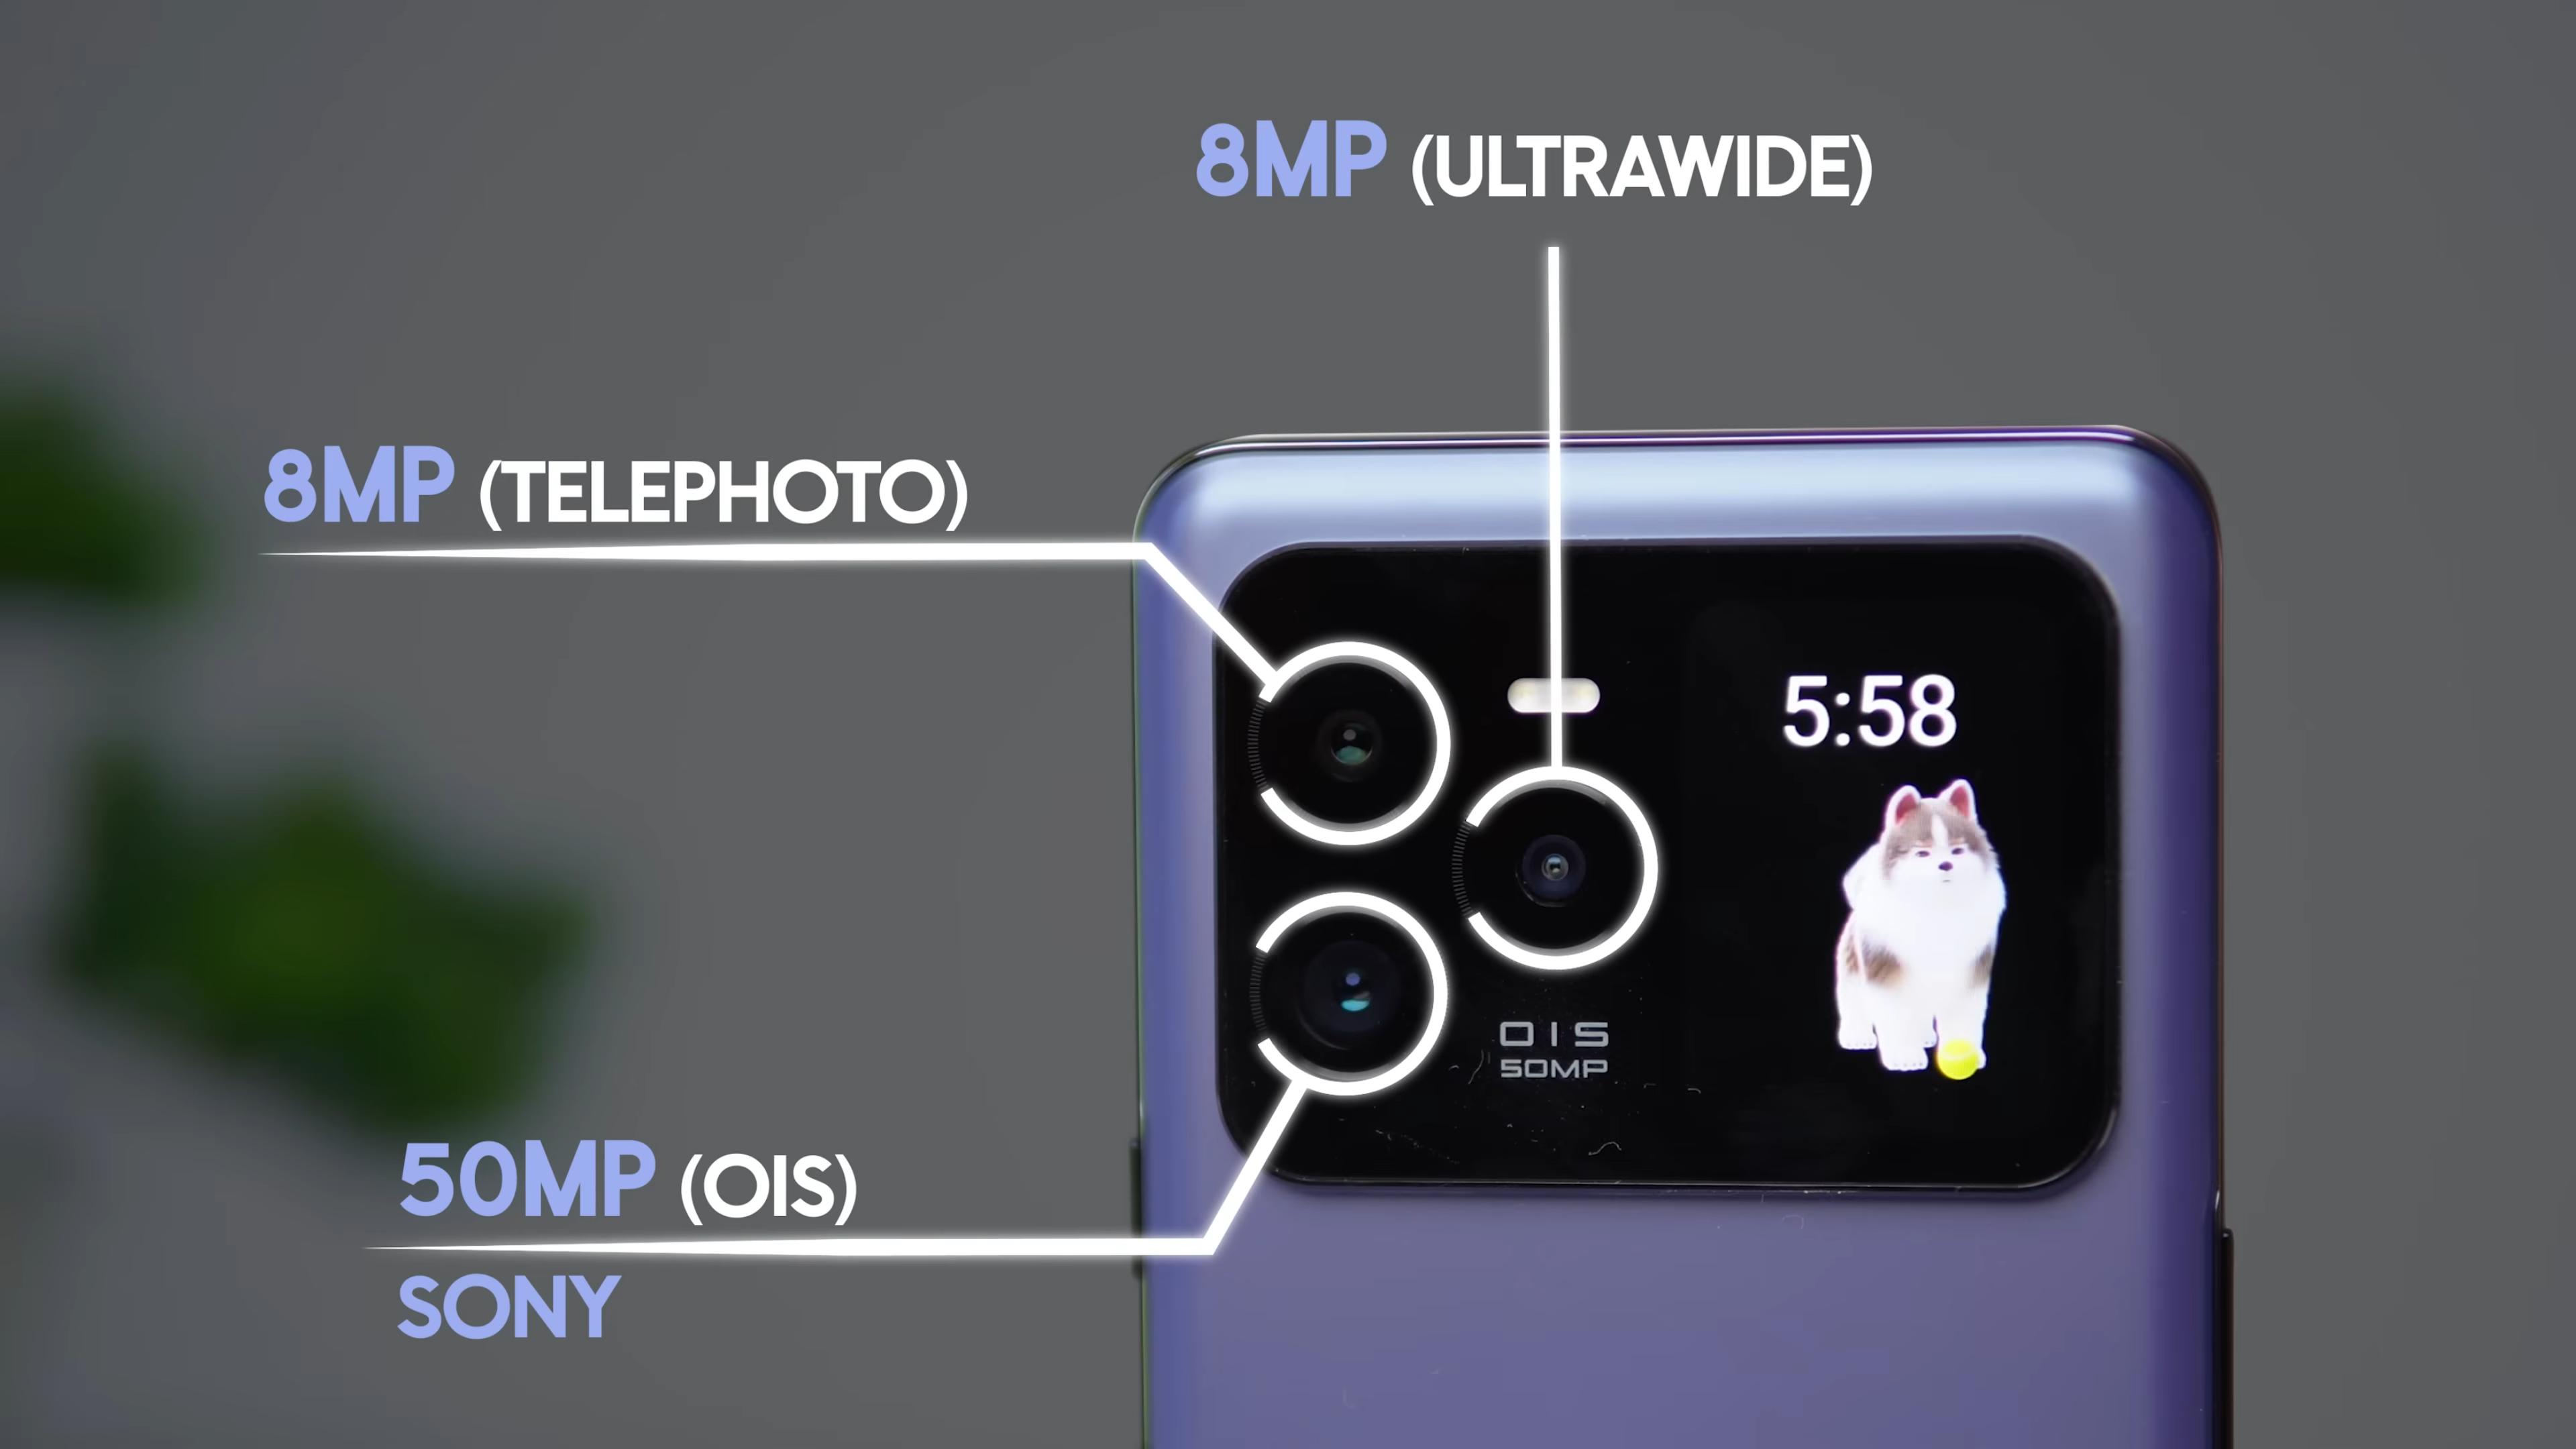 8MP (ULTRAWIDE)
8MP (TELEPHOTO)
5:58
OIS
50MP
50MP (OIS)
SONY